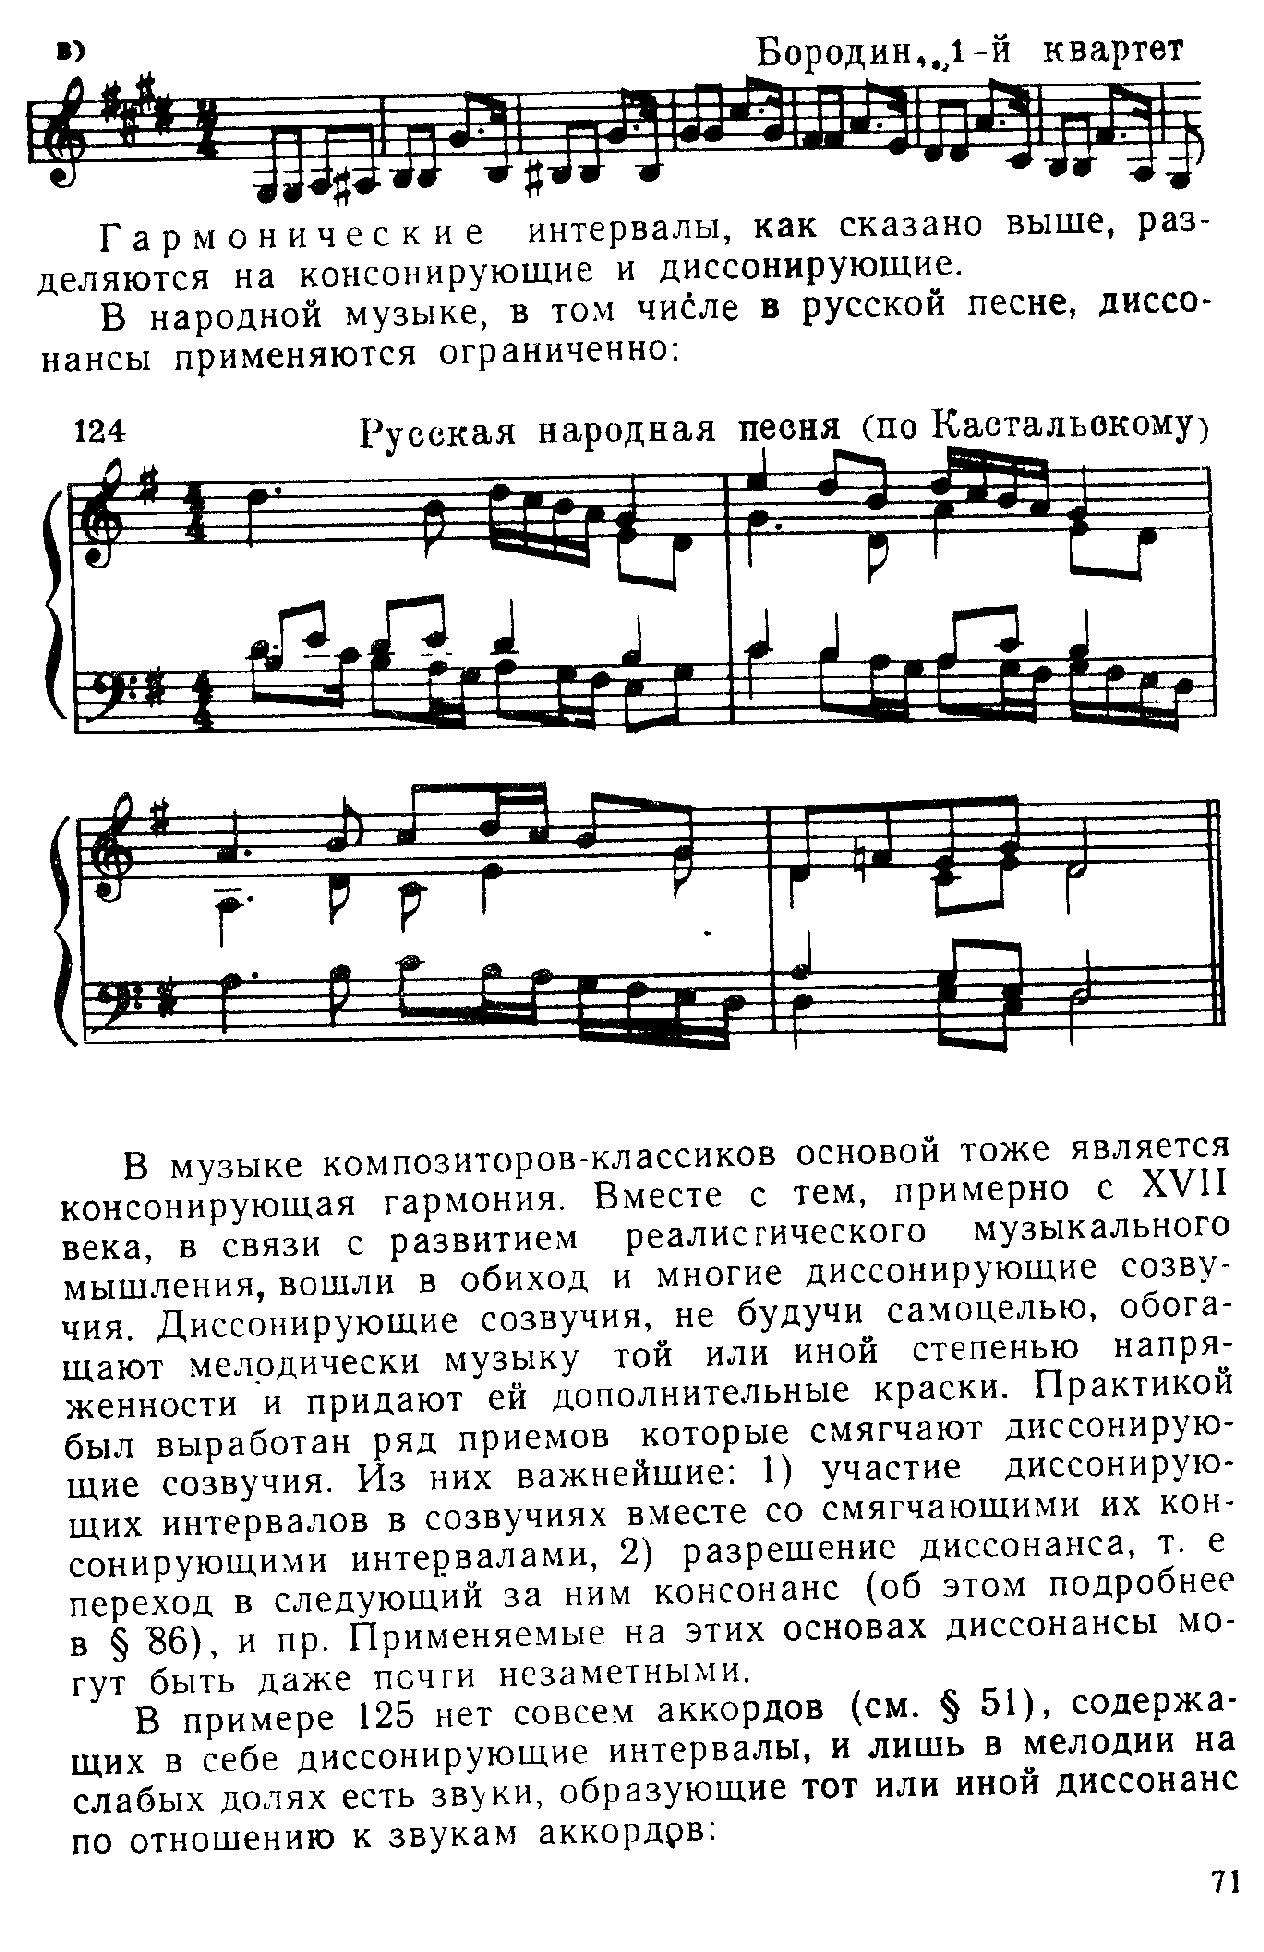 в)
Бородин, 1-й квартет
Гармонические интервалы, как сказано выше, раз-
деляются на консонирующие и диссонирующие.
В народной музыке, в том числе в русской песне, диссо-
нансы применяются ограниченно:
124
Русская народная песня (по Кастальскому)
В музыке композиторов-классиков основой тоже является
консонирующая гармония. Вместе с тем, примерно с XVII
века, в связи с развитием реалистического музыкального
мышления, вошли в обиход и многие диссонирующие созву-
чия. Диссонирующие созвучия, не будучи самоцелью, обога-
щают мелодически музыку той или иной степенью напря-
женности и придают ей дополнительные краски. Практикой
был выработан ряд приемов которые смягчают диссонирую-
щие созвучия. Из них важнейшие: 1) участие диссонирую-
щих интервалов в созвучиях вместе со смягчающими их кон-
сонирующими интервалами, 2) разрешение диссонанса, т. е
переход в следующий за ним консонанс (об этом подробнее
в § 86), и пр. Применяемые на этих основах диссонансы мо-
гут быть даже почти незаметными.
В примере 125 нет совсем аккордов (см. § 51), содержа-
щих в себе диссонирующие интервалы, и лишь в мелодии на
слабых долях есть звуки, образующие тот или иной диссонанс
по отношению к звукам аккордов:
71